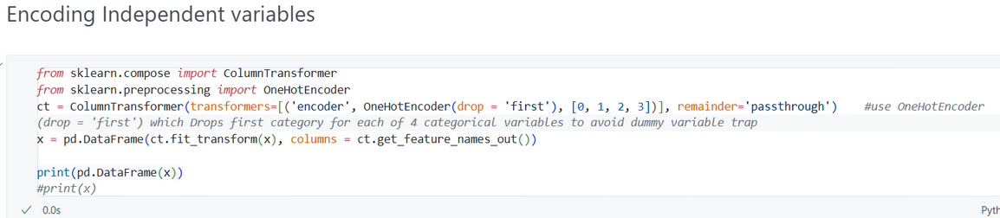 Encoding Independent variables
from sklearn.compose import ColumnTransformer
from sklearn.preprocessing import OneHotEncoder
ct = ColumnTransformer(transformers=[('encoder', OneHotEncoder(drop = 'first'), [0, 1, 2, 3])], remainder='passthrough')    #use OneHotEncoder
(drop = 'first') which Drops first category for each of 4 categorical variables to avoid dummy variable trap
x = pd.DataFrame(ct.fit_transform(x), columns = ct.get_feature_names_out())
print(pd.DataFrame(x))
#print(x)
✓ 0.0s Pyth